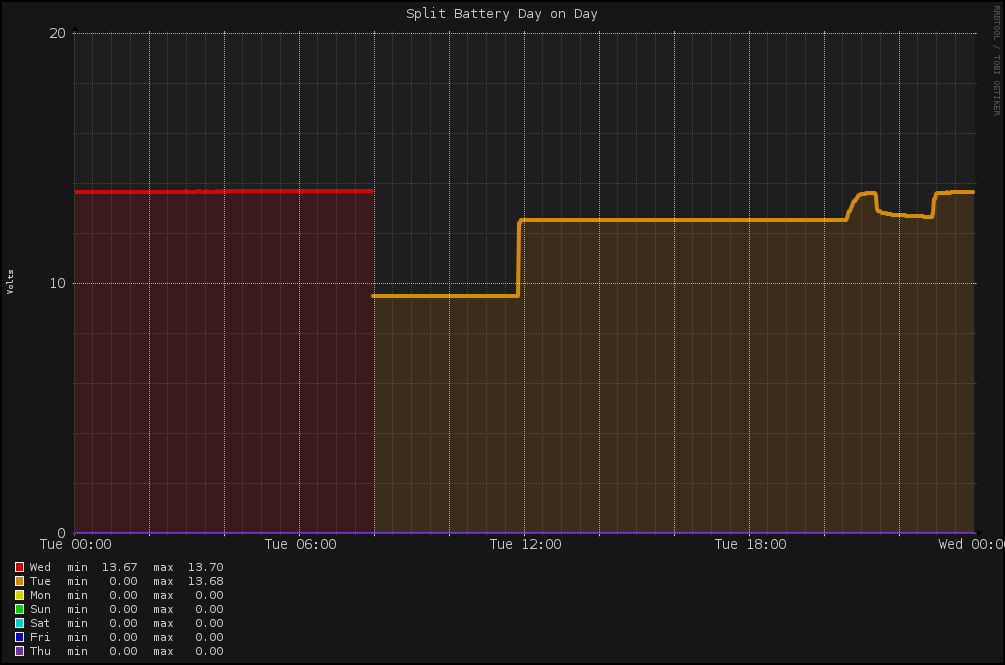 Split Battery Day on Day
RRDTOOL / TOBI OETIKER
20
Volts
10
0
Tue 00:00 Tue 06:00 Tue 12:00 Tue 18:00 Wed 00:0
Wed min 13.67 max 13.70
Tue min 0.00 max 13.68
Mon min 0.00 max 0.00
Sun min 0.00 max 0.00
Sat min 0.00 max 0.00
Fri min 0.00 max 0.00
Thu min 0.00 max 0.00